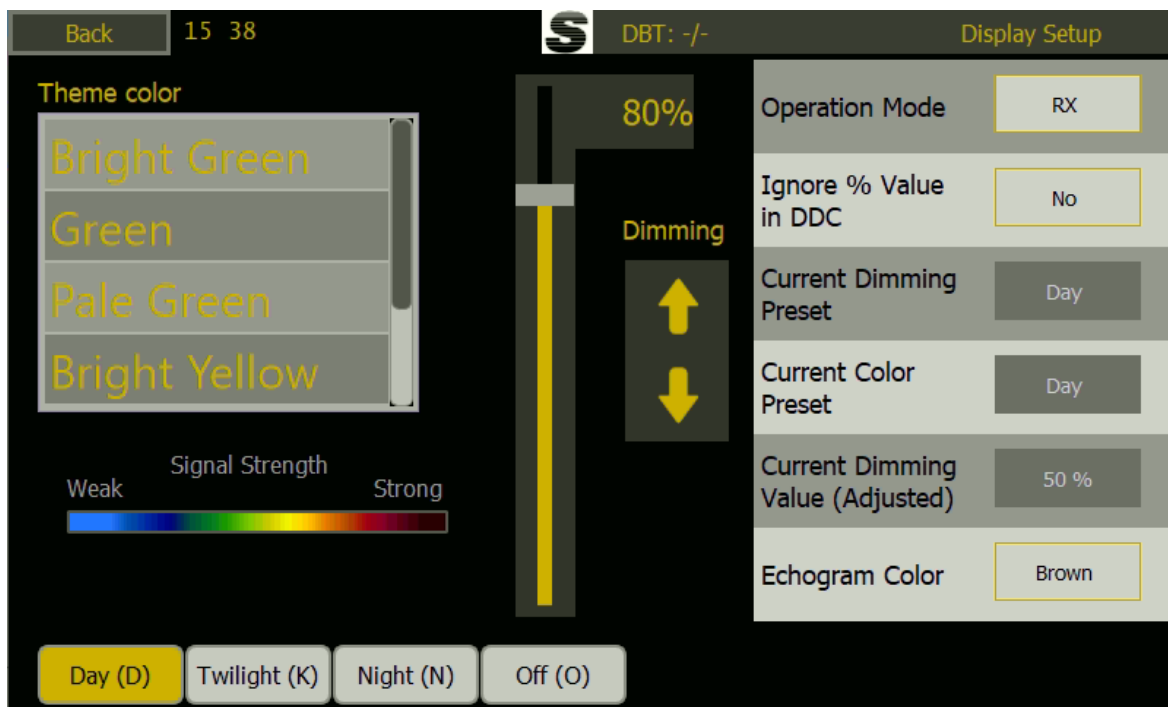 Back
15 38
S
DBT: -/-
Display Setup
Theme color
Bright Green
Green
Pale Green
Bright Yellow
Signal Strength
Weak
Strong
80%
Dimming
Operation Mode
RX
Ignore % Value
in DDC
No
Current Dimming
Preset
Day
Current Color
Preset
Day
Current Dimming
Value (Adjusted)
50 %
Echogram Color
Brown
Day (D)
Twilight (K)
Night (N)
Off (O)